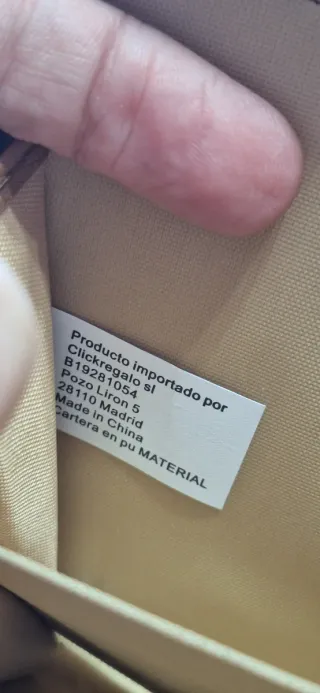 Producto importado por
Clickregalo sl
B19281054
Pozo Liron 5
28110 Madrid
Made in China
Cartera en pu MATERIAL